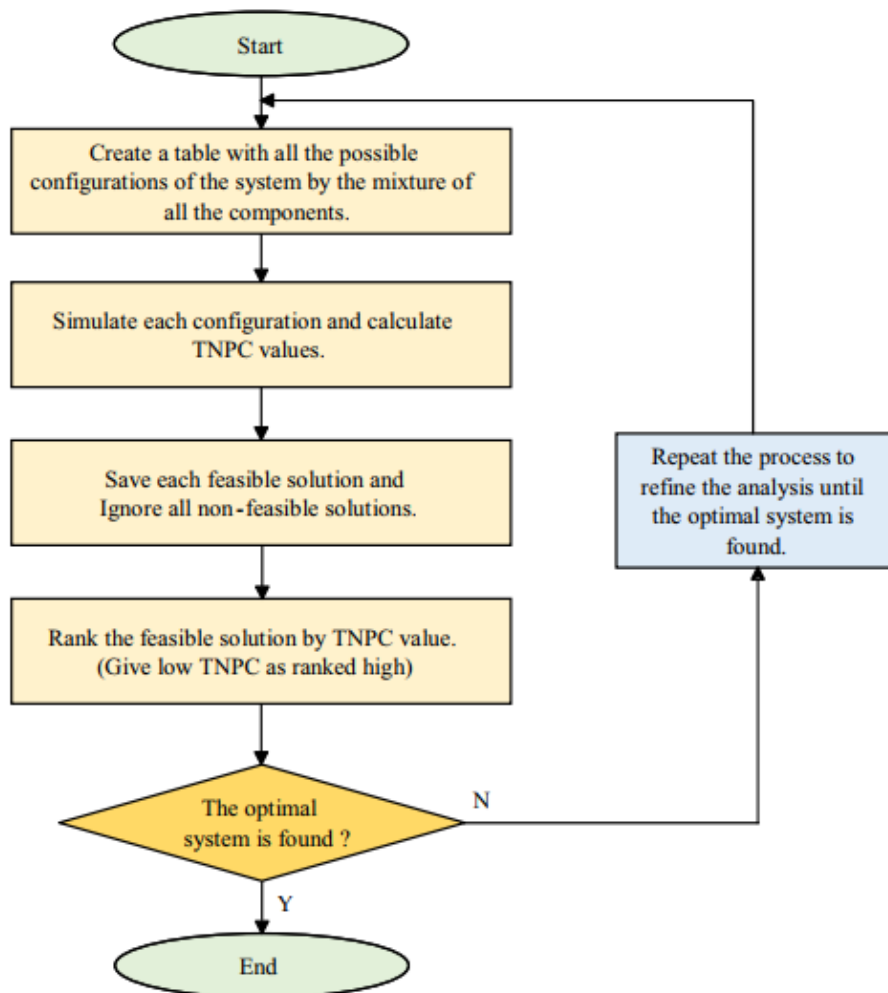 Start
Create a table with all the possible
configurations of the system by the mixture of
all the components.
Simulate each configuration and calculate
TNPC values.
Save each feasible solution and
Ignore all non-feasible solutions.
Repeat the process to
refine the analysis until
the optimal system is
found.
Rank the feasible solution by TNPC value.
(Give low TNPC as ranked high)
The optimal
system is found ?
N
Y
End